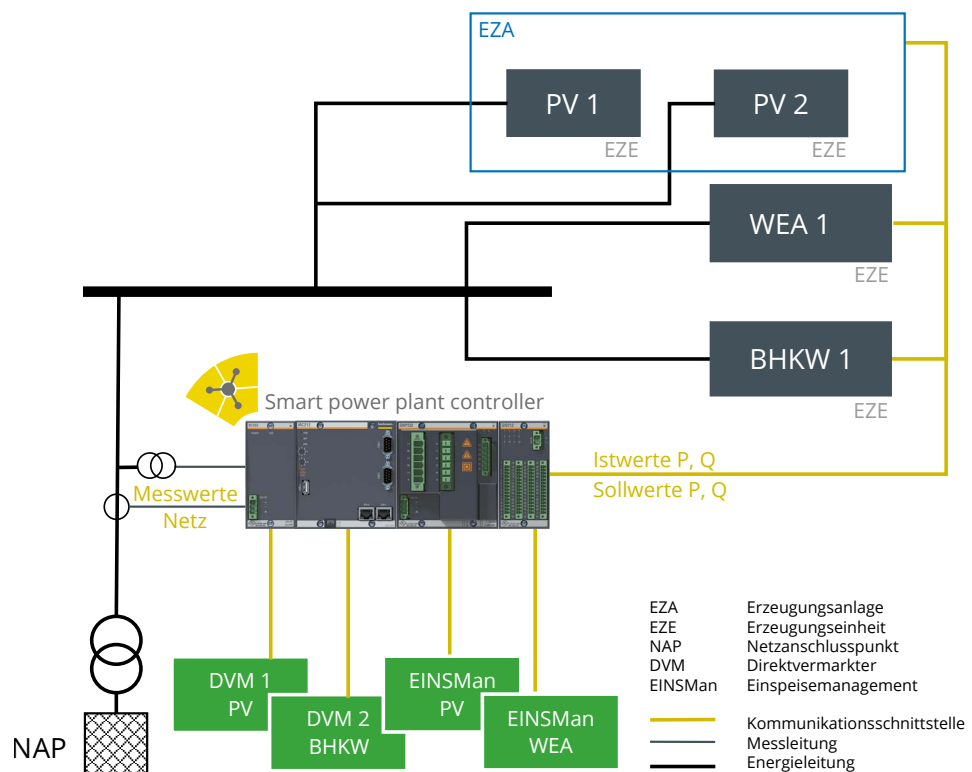 EZA
PV 1
EZE
PV 2
EZE
WEA 1
EZE
BHKW 1
EZE
Smart power plant controller
Messwerte
Netz
Istwerte P, Q
Sollwerte P, Q
DVM 1
PV
DVM 2
BHKW
EINSMan
PV
EINSMan
WEA
NAP
EZA Erzeugungsanlage
EZE Erzeugungseinheit
NAP Netzanschlusspunkt
DVM Direktvermarkter
EINSMan Einspeisemanagement
Kommunikationsschnittstelle
Messleitung
Energieleitung